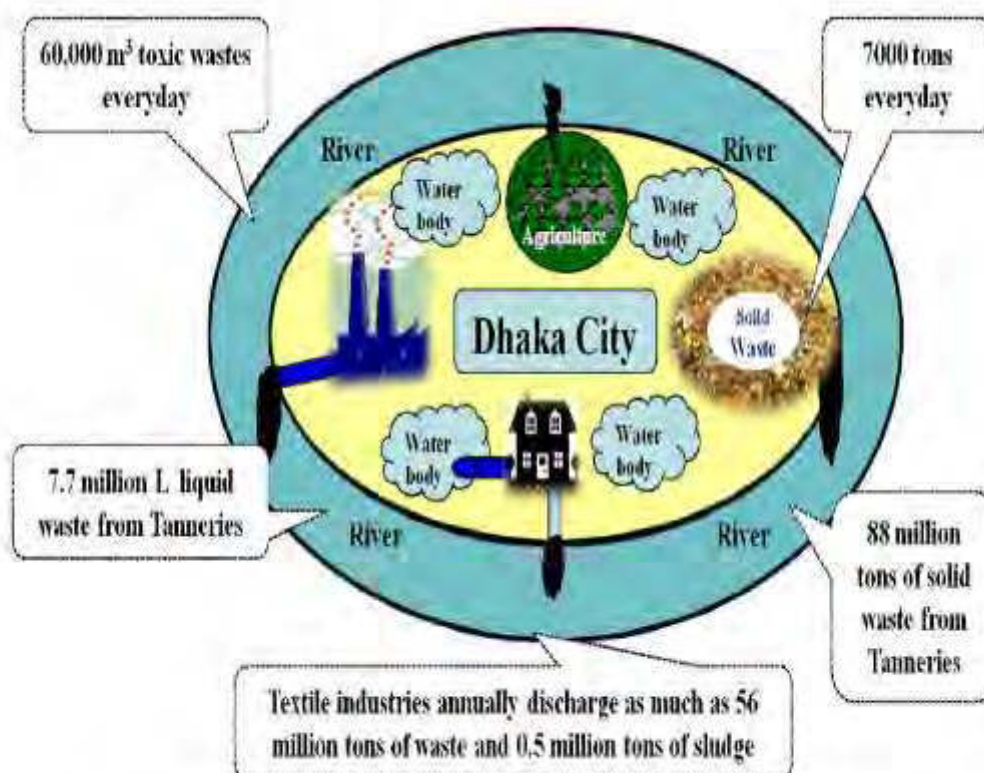 60,000 m³ toxic wastes
everyday
7000 tons
everyday
River
River
Water
body
Agriculture
Water
body
Dhaka City
Solid
Waste
Water
body
Water
body
7.7 million L liquid
waste from Tanneries
River
River
88 million
tons of solid
waste from
Tanneries
Textile industries annually discharge as much as 56
million tons of waste and 0.5 million tons of sludge